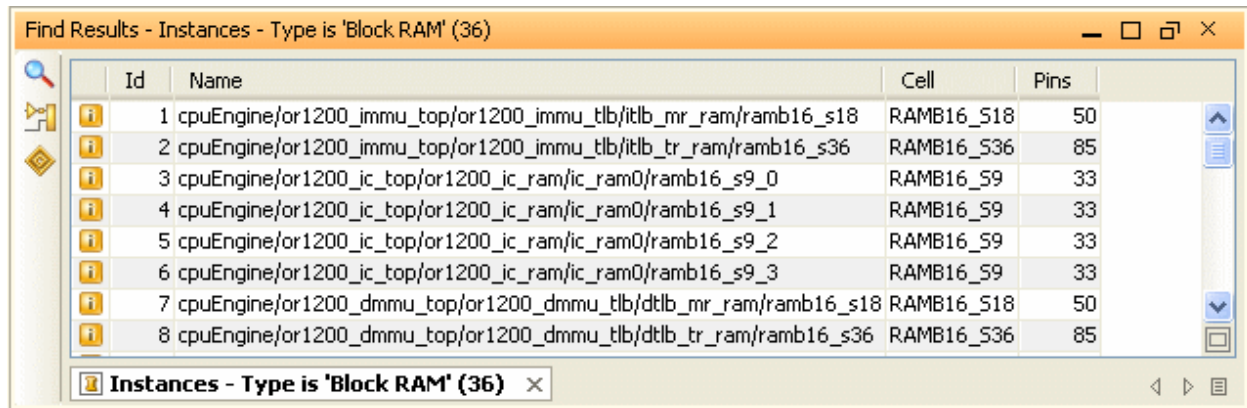 Find Results - Instances - Type is 'Block RAM' (36)
Id Name Cell Pins
1 cpuEngine/or1200_immu_top/or1200_immu_tlb/itlb_mr_ram/ramb16_s18 RAMB16_S18 50
2 cpuEngine/or1200_immu_top/or1200_immu_tlb/itlb_tr_ram/ramb16_s36 RAMB16_S36 85
3 cpuEngine/or1200_ic_top/or1200_ic_ram/ic_ram0/ramb16_s9_0 RAMB16_S9 33
4 cpuEngine/or1200_ic_top/or1200_ic_ram/ic_ram0/ramb16_s9_1 RAMB16_S9 33
5 cpuEngine/or1200_ic_top/or1200_ic_ram/ic_ram0/ramb16_s9_2 RAMB16_S9 33
6 cpuEngine/or1200_ic_top/or1200_ic_ram/ic_ram0/ramb16_s9_3 RAMB16_S9 33
7 cpuEngine/or1200_dmmu_top/or1200_dmmu_tlb/dtlb_mr_ram/ramb16_s18 RAMB16_S18 50
8 cpuEngine/or1200_dmmu_top/or1200_dmmu_tlb/dtlb_tr_ram/ramb16_s36 RAMB16_S36 85
Instances - Type is 'Block RAM' (36)